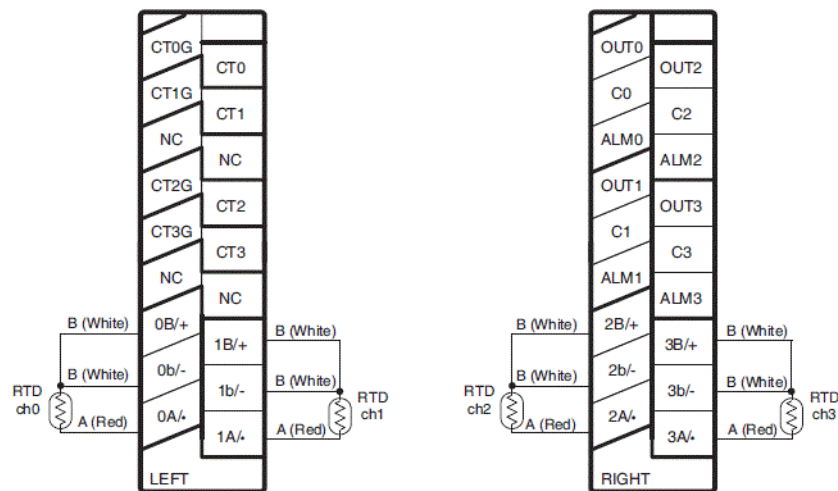 CT0G
CT0
CT1G
CT1
NC
NC
CT2G
CT2
CT3G
CT3
NC
NC
B (White) 0B/+
1B/+ B (White)
B (White) 0b/-
1b/- B (White)
RTD ch0
RTD ch1
A (Red) 0A/•
1A/• A (Red)
LEFT
OUT0
OUT2
C0
C2
ALM0
ALM2
OUT1
OUT3
C1
C3
ALM1
ALM3
B (White) 2B/+
3B/+ B (White)
B (White) 2b/-
3b/- B (White)
RTD ch2
RTD ch3
A (Red) 2A/•
3A/• A (Red)
RIGHT